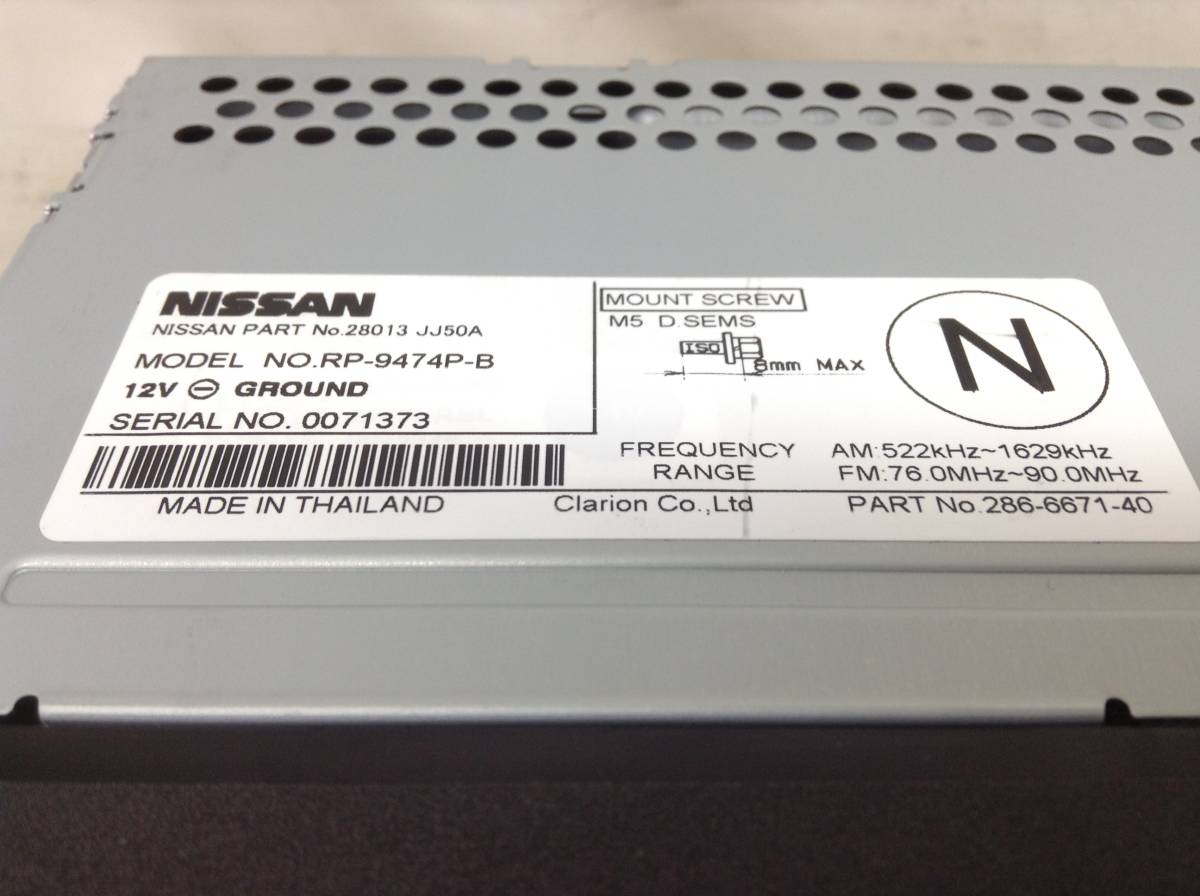 NISSAN
NISSAN PART No.28013 JJ50A
MODEL NO.RP-9474P-B
12V ⊖ GROUND
SERIAL NO. 0071373
MOUNT SCREW
M5 D.SEMS
ISO
8mm MAX
N
FREQUENCY RANGE
AM:522kHz~1629kHz
FM:76.0MHz~90.0MHz
MADE IN THAILAND
Clarion Co.,Ltd
PART No.286-6671-40